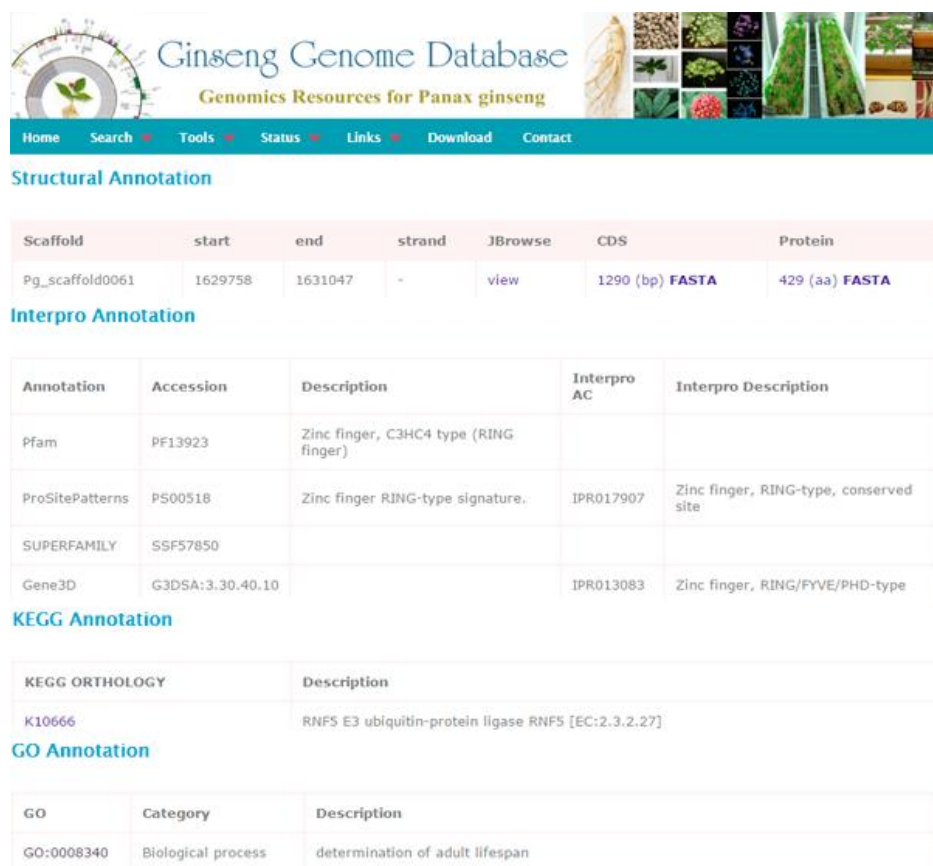 Ginseng Genome Database
Genomics Resources for Panax ginseng
Home Search Tools Status Links Download Contact
Structural Annotation
Scaffold start end strand JBrowse CDS Protein
Pg_scaffold0061 1629758 1631047 - view 1290 (bp) FASTA 429 (aa) FASTA
Interpro Annotation
Annotation Accession Description Interpro AC Interpro Description
Pfam PF13923 Zinc finger, C3HC4 type (RING finger)
ProSitePatterns PS00518 Zinc finger RING-type signature. IPR017907 Zinc finger, RING-type, conserved site
SUPERFAMILY SSF57850
Gene3D G3DSA:3.30.40.10 IPR013083 Zinc finger, RING/FYVE/PHD-type
KEGG Annotation
KEGG ORTHOLOGY Description
K10666 RNF5 E3 ubiquitin-protein ligase RNF5 [EC:2.3.2.27]
GO Annotation
GO Category Description
GO:0008340 Biological process determination of adult lifespan